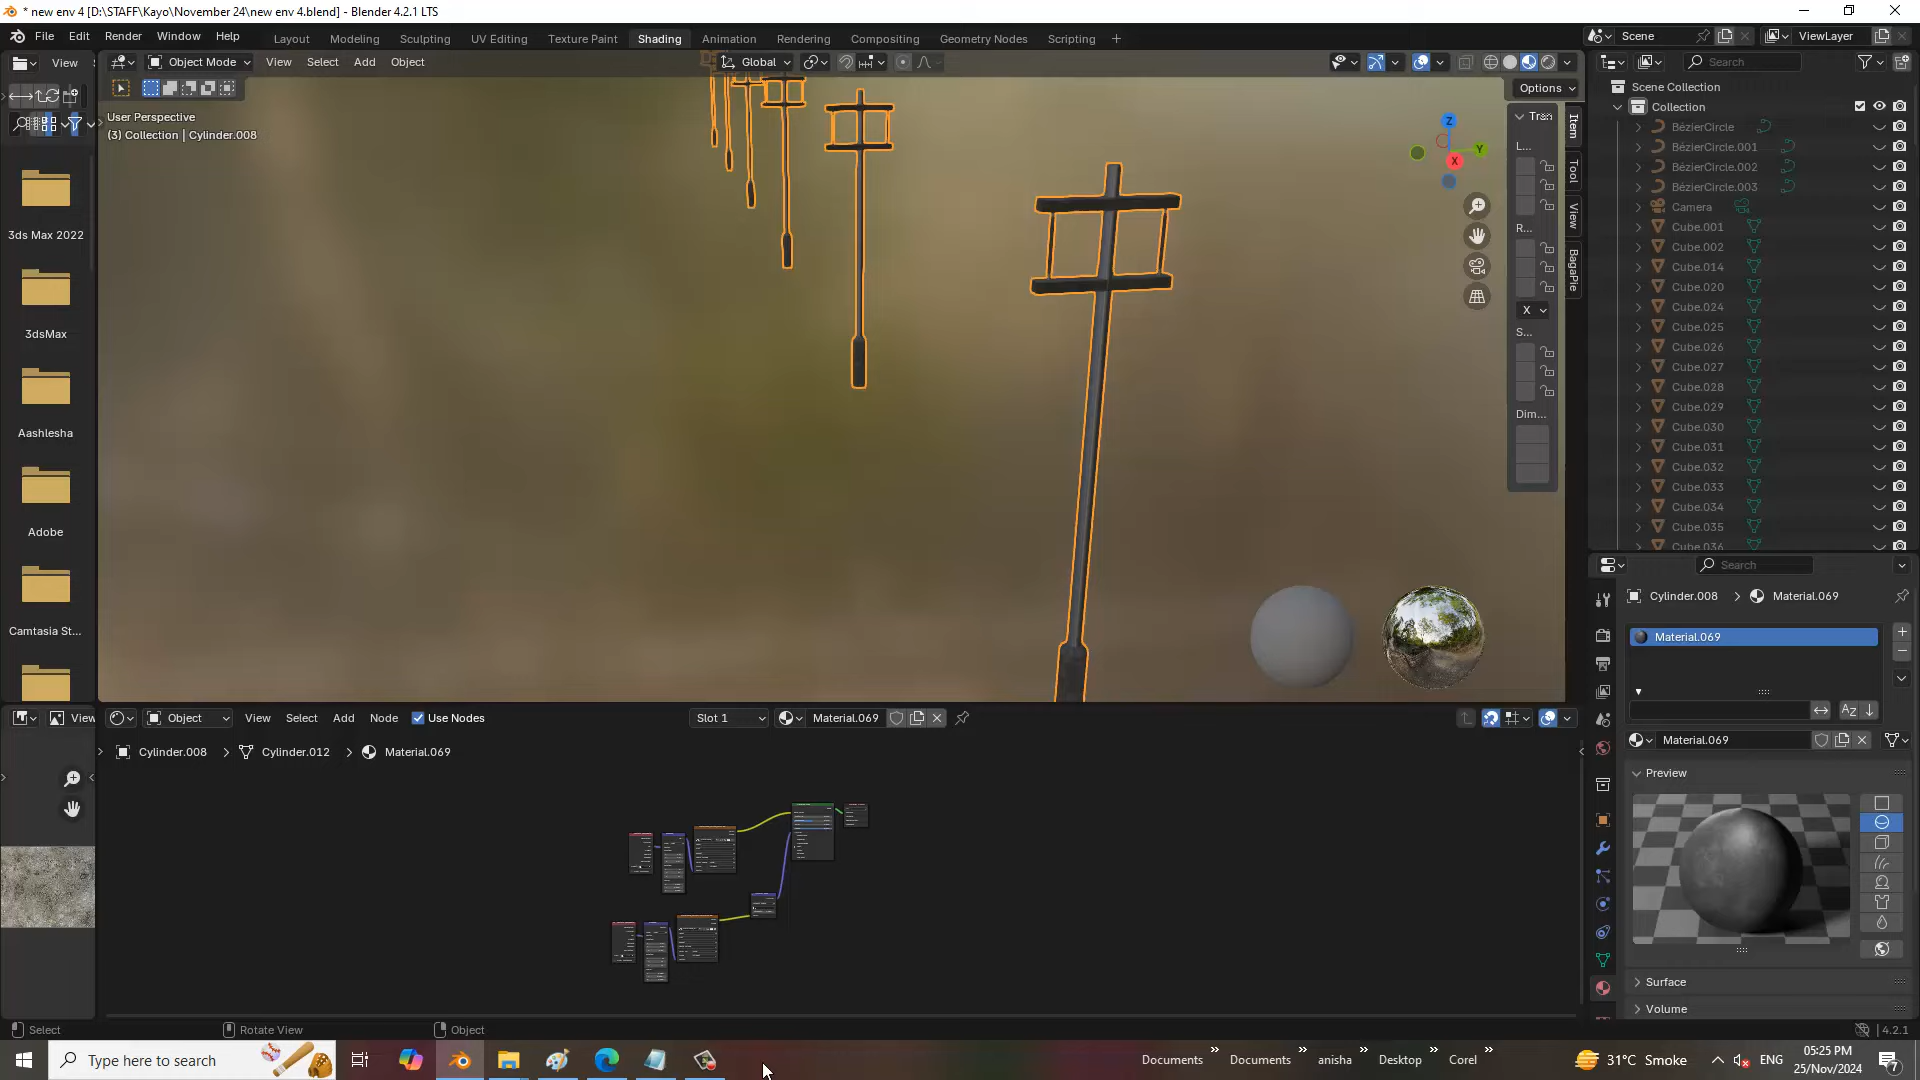 * new env 4 [D:\STAFF\Kayo\November 24\new env 4.blend] - Blender 4.2.1 LTS
File Edit Render Window Help
Layout Modeling Sculpting UV Editing Texture Paint Shading Animation Rendering Compositing Geometry Nodes Scripting +
Scene ViewLayer
View
Object Mode View Select Add Object Global
Search
Options
User Perspective
(3) Collection | Cylinder.008
Scene Collection
Collection
BézierCircle
BézierCircle.001
BézierCircle.002
BézierCircle.003
Camera
Cube.001
Cube.002
Cube.014
Cube.020
Cube.024
Cube.025
Cube.026
Cube.027
Cube.028
Cube.029
Cube.030
Cube.031
Cube.032
Cube.033
Cube.034
Cube.035
Cube.036
Z
Y
X
Tran
L...
R...
X
S...
Dim...
Item
Tool
View
BagaPie
3ds Max 2022
3dsMax
Aashlesha
Adobe
Camtasia St...
Search
Cylinder.008 > Material.069
Material.069
Material.069
Preview
Surface
Volume
View
Object View Select Add Node Use Nodes Slot 1 Material.069
Cylinder.008 > Cylinder.012 > Material.069
Select Rotate View Object
4.2.1
Type here to search
Documents Documents anisha Desktop Corel
31°C Smoke
ENG
05:25 PM
25/Nov/2024
7